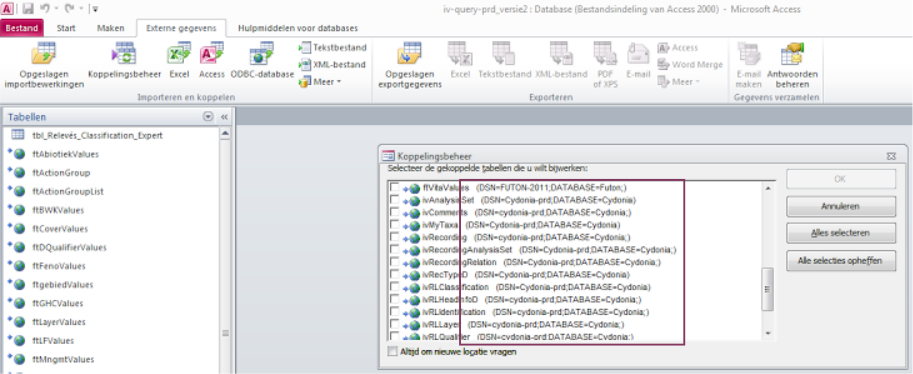 iv-query-prd_versie2 : Database (Bestandsindeling van Access 2000) - Microsoft Access
Bestand Start Maken Externe gegevens Hulpmiddelen voor databases
Opgeslagen importbewerkingen
Koppelingsbeheer
Excel
Access
ODBC-database
Tekstbestand
XML-bestand
Meer
Importeren en koppelen
Opgeslagen exportgegevens
Excel
Tekstbestand
XML-bestand
PDF of XPS
E-mail
Access
Word Merge
Meer
Exporteren
E-mail maken
Antwoorden beheren
Gegevens verzamelen
Tabellen
tbl_Relevés_Classification_Expert
ftAbiotiekValues
ftActionGroup
ftActionGroupList
ftBWKValues
ftCoverValues
ftDQualifierValues
ftFenoValues
ftgebiedValues
ftGHCValues
ftLayerValues
ftLFValues
ftMngmtValues
Koppelingsbeheer
Selecteer de gekoppelde tabellen die u wilt bijwerken:
ftVitaValues (DSN=FUTON-2011;DATABASE=Futon;)
ivAnalysisSet (DSN=Cydonia-prd;DATABASE=Cydonia)
ivComments (DSN=cydonia-prd;DATABASE=Cydonia;)
ivMyTaxa (DSN=cydonia-prd;DATABASE=Cydonia;)
ivRecording (DSN=cydonia-prd;DATABASE=Cydonia;)
ivRecordingAnalysisSet (DSN=Cydonia-prd;DATABASE=Cydonia;)
ivRecordingRelation (DSN=cydonia-prd;DATABASE=Cydonia;)
ivRecTypeD (DSN=cydonia-prd;DATABASE=Cydonia)
ivRLClassification (DSN=cydonia-prd;DATABASE=Cydonia)
ivRLHeadInfoD (DSN=cydonia-prd;DATABASE=Cydonia;)
ivRLIdentification (DSN=cydonia-prd;DATABASE=Cydonia;)
ivRLLayer (DSN=cydonia-prd;DATABASE=Cydonia;)
ivRLQualifier (DSN=cydonia-prd;DATABASE=Cydonia;)
Altijd om nieuwe locatie vragen
OK
Annuleren
Alles selecteren
Alle selecties opheffen